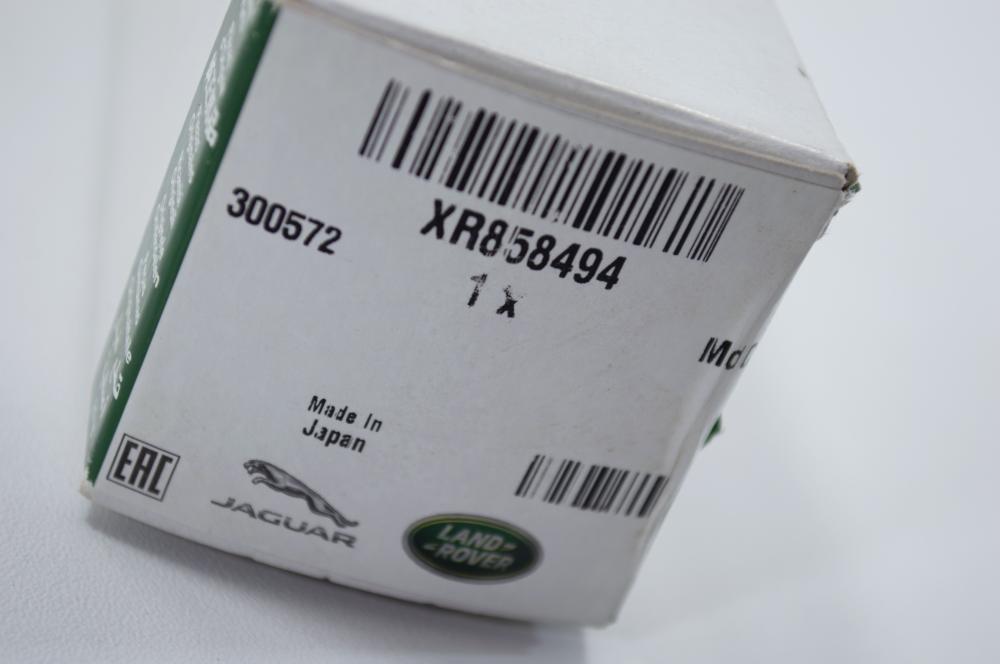 300572
XR858494
1 x
Made In
Japan
EAC
JAGUAR
LAND
ROVER